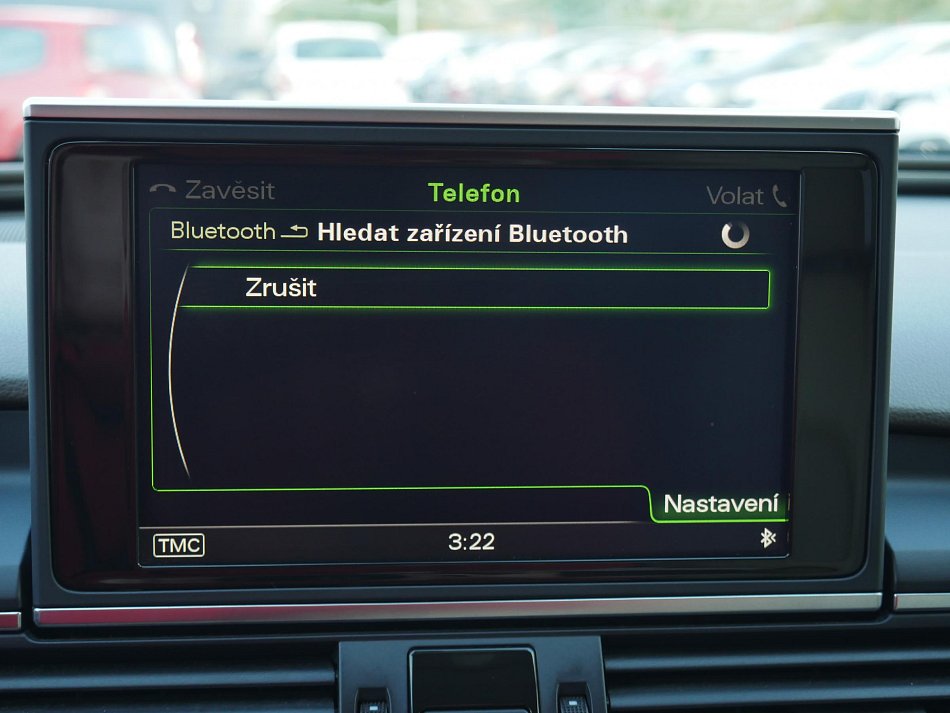 Zavěsit Telefon Volat
Bluetooth Hledat zařízení Bluetooth
Zrušit
Nastavení
TMC 3:22